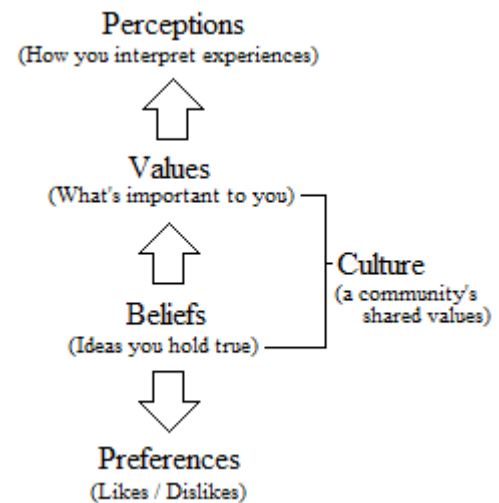 Perceptions
(How you interpret experiences)
Values
(What's important to you)
Culture
(a community's
shared values)
Beliefs
(Ideas you hold true)
Preferences
(Likes / Dislikes)